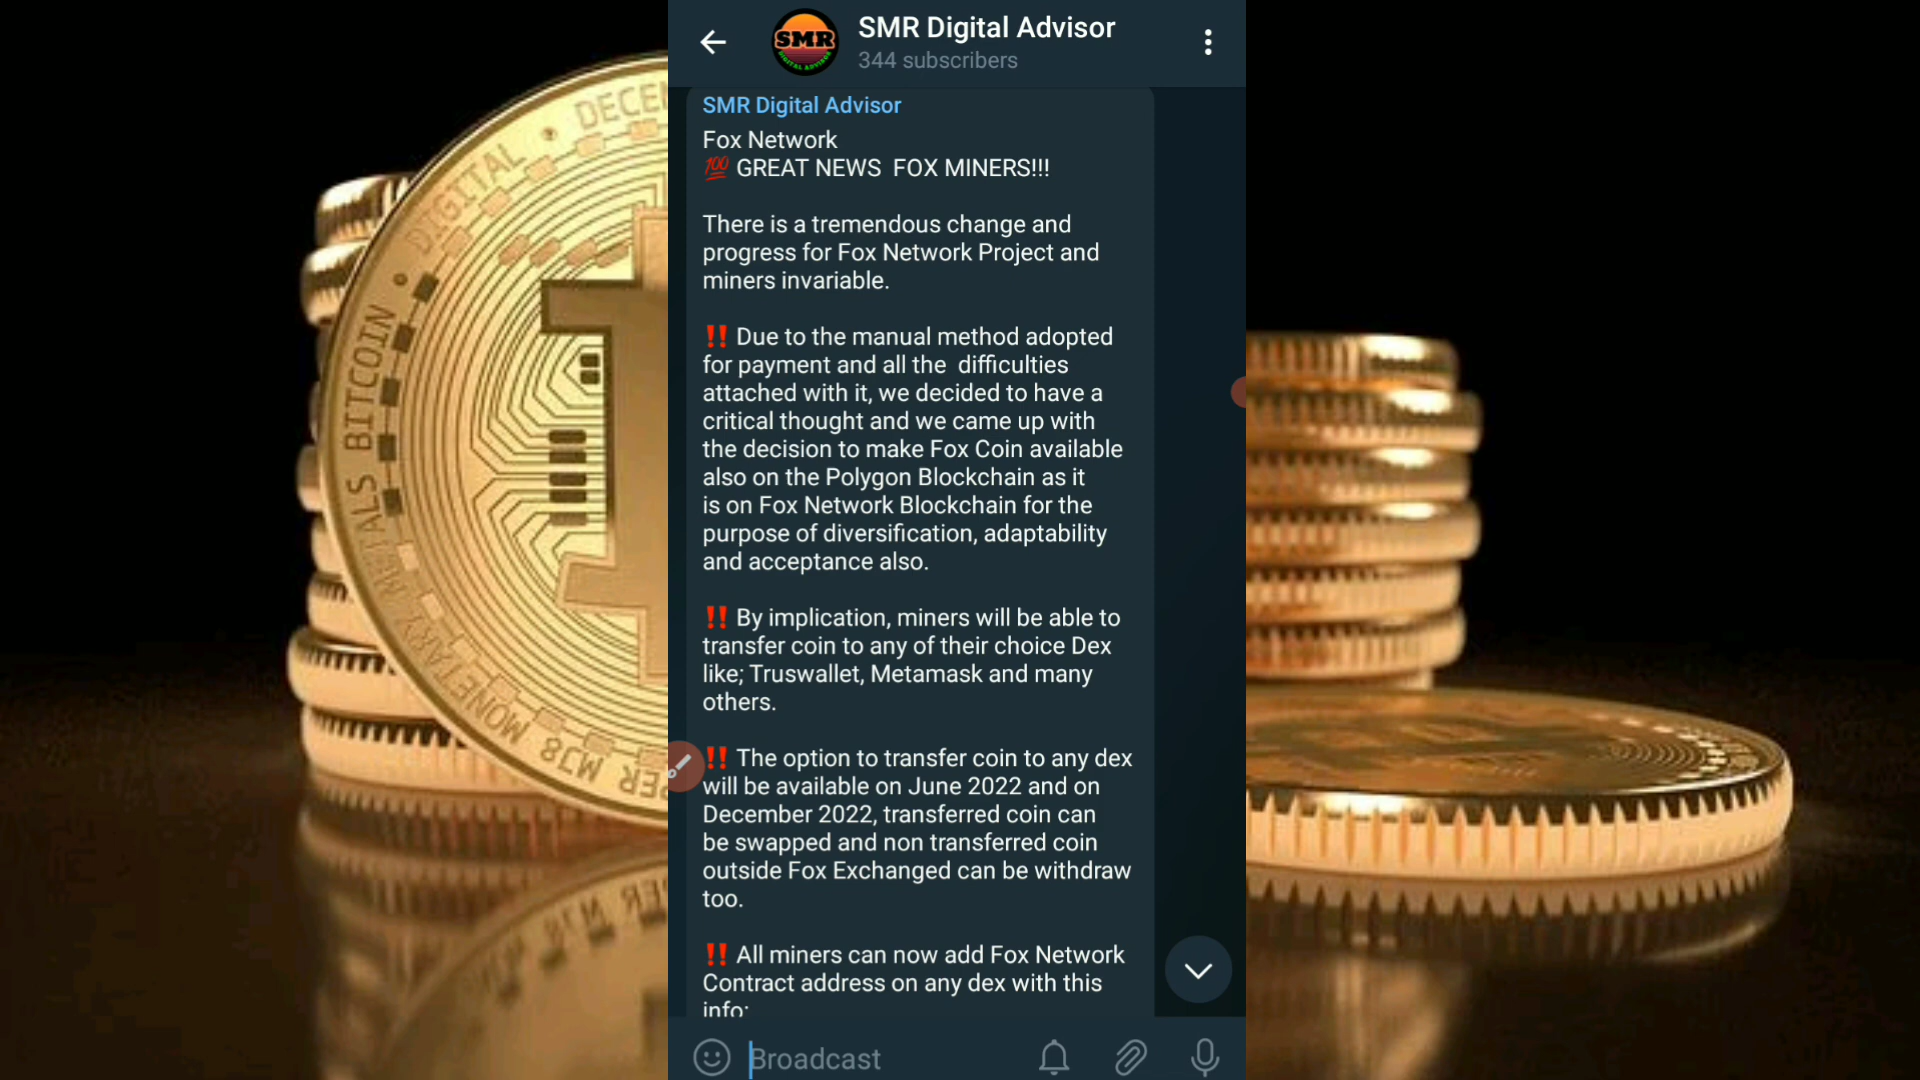 SMR
DIGITAL ADVISOR
SMR Digital Advisor
344 subscribers
SMR Digital Advisor
Fox Network
💯 GREAT NEWS  FOX MINERS!!!
There is a tremendous change and
progress for Fox Network Project and
miners invariable.
‼️ Due to the manual method adopted
for payment and all the  difficulties
attached with it, we decided to have a
critical thought and we came up with
the decision to make Fox Coin available
also on the Polygon Blockchain as it
is on Fox Network Blockchain for the
purpose of diversification, adaptability
and acceptance also.
‼️ By implication, miners will be able to
transfer coin to any of their choice Dex
like; Truswallet, Metamask and many
others.
‼️ The option to transfer coin to any dex
will be available on June 2022 and on
December 2022, transferred coin can
be swapped and non transferred coin
outside Fox Exchanged can be withdraw
too.
‼️ All miners can now add Fox Network
Contract address on any dex with this
info:
Broadcast
DIGITAL
BITCOIN
MONETARY METALS
MJB